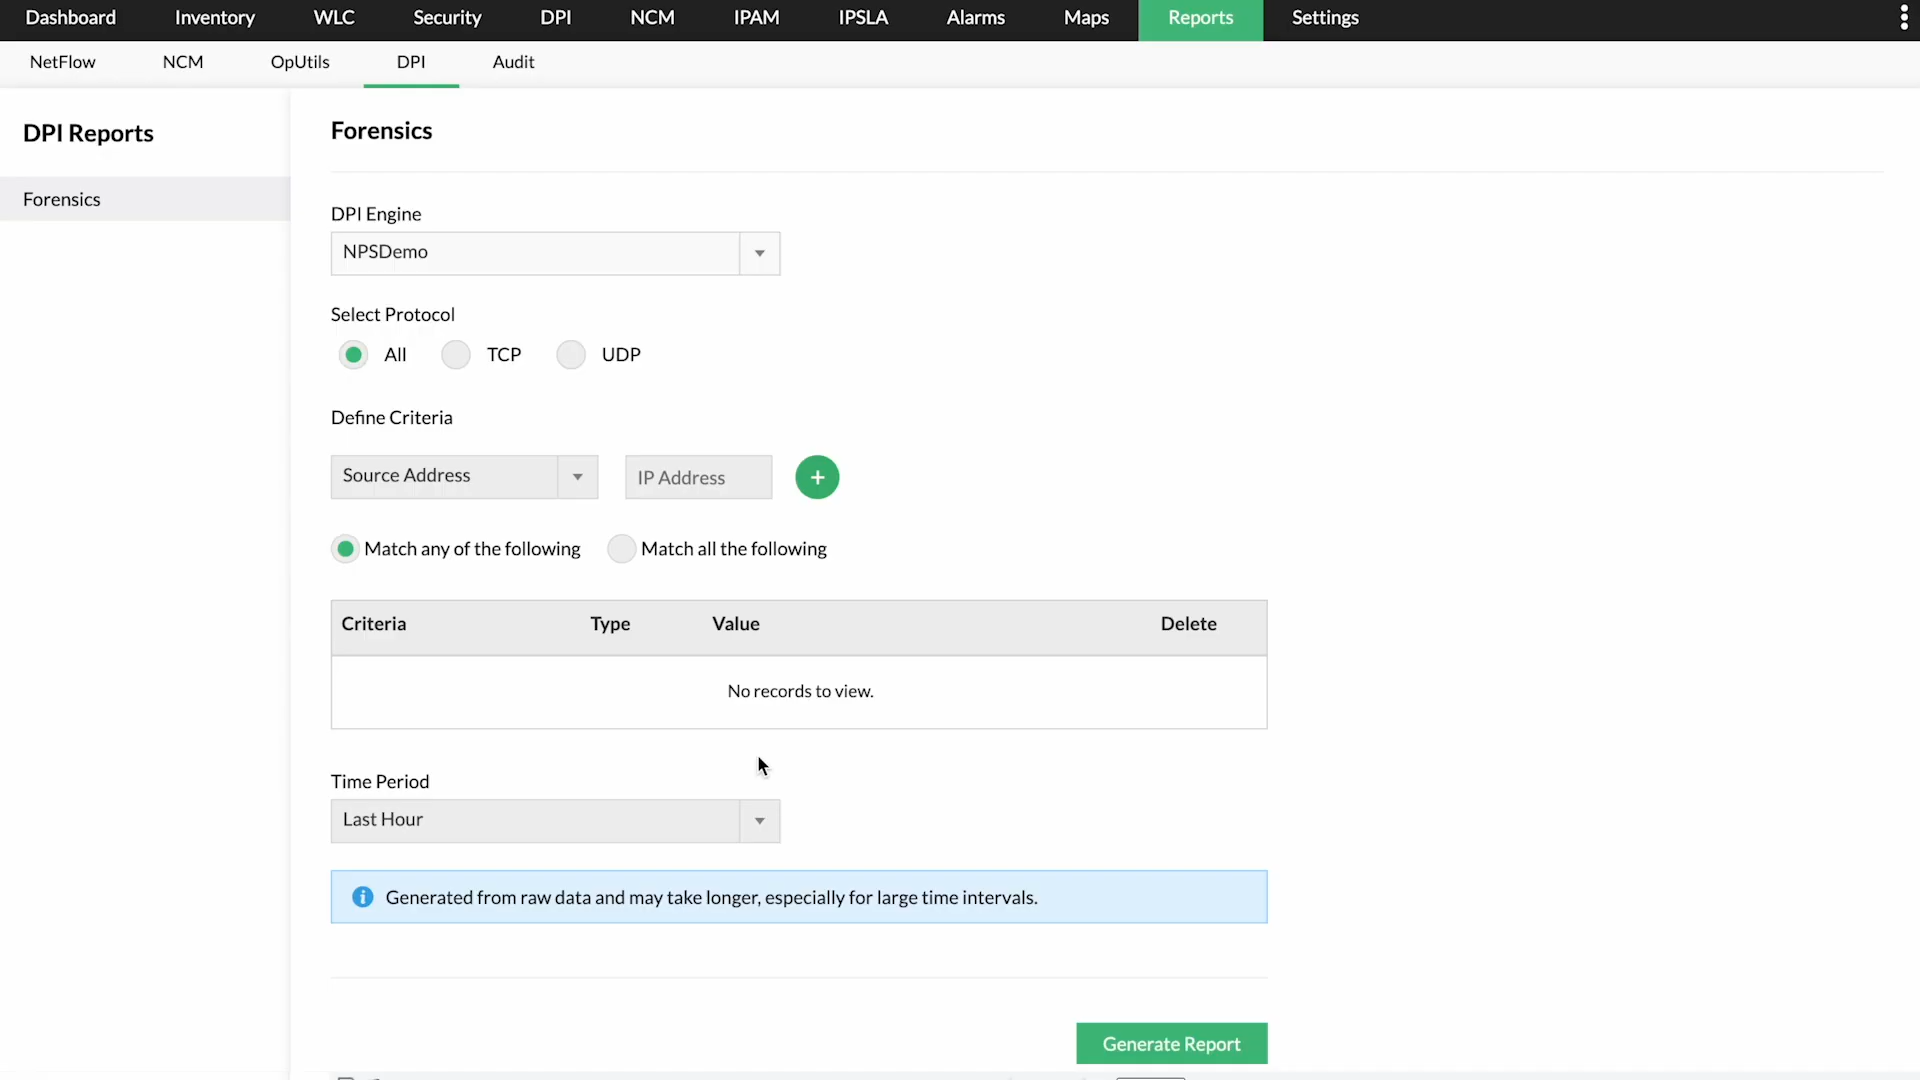 Dashboard Inventory WLC Security DPI NCM IPAM IPSLA Alarms Maps Reports Settings
NetFlow NCM OpUtils DPI Audit
DPI Reports
Forensics
Forensics
DPI Engine
NPSDemo
Select Protocol
All TCP UDP
Define Criteria
Source Address IP Address +
Match any of the following Match all the following
Criteria Type Value Delete
No records to view.
Time Period
Last Hour
Generated from raw data and may take longer, especially for large time intervals.
Generate Report